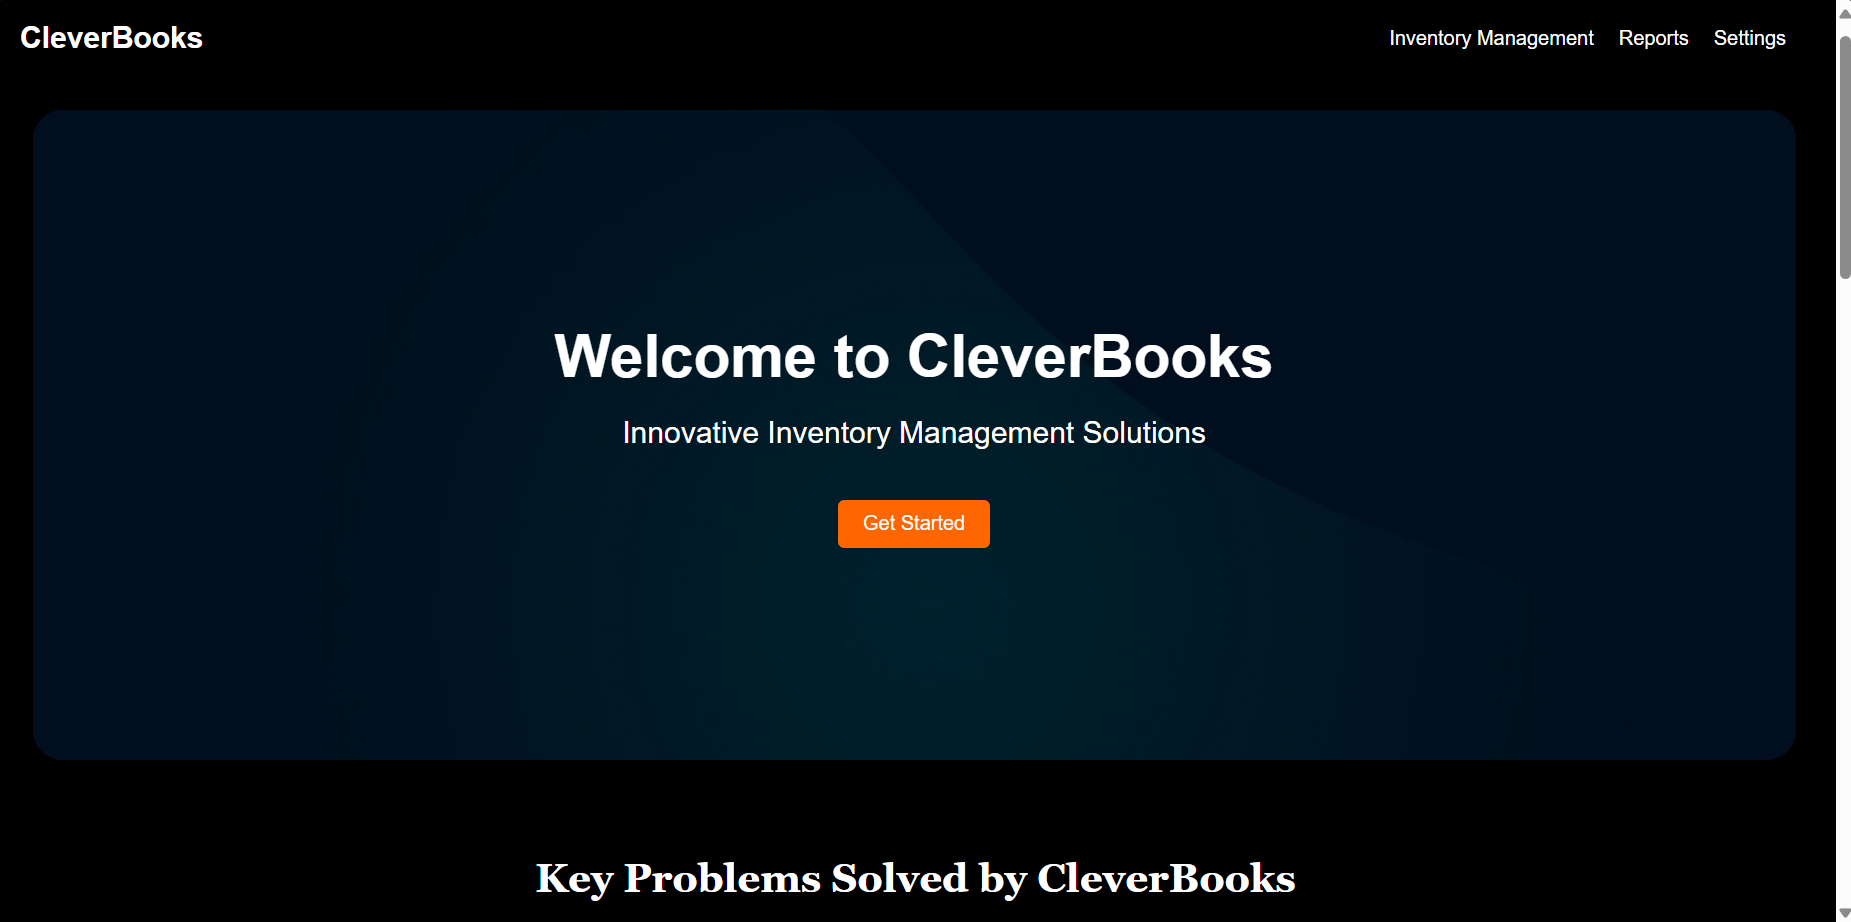 CleverBooks
Inventory Management Reports Settings
Welcome to CleverBooks
Innovative Inventory Management Solutions
Get Started
Key Problems Solved by CleverBooks